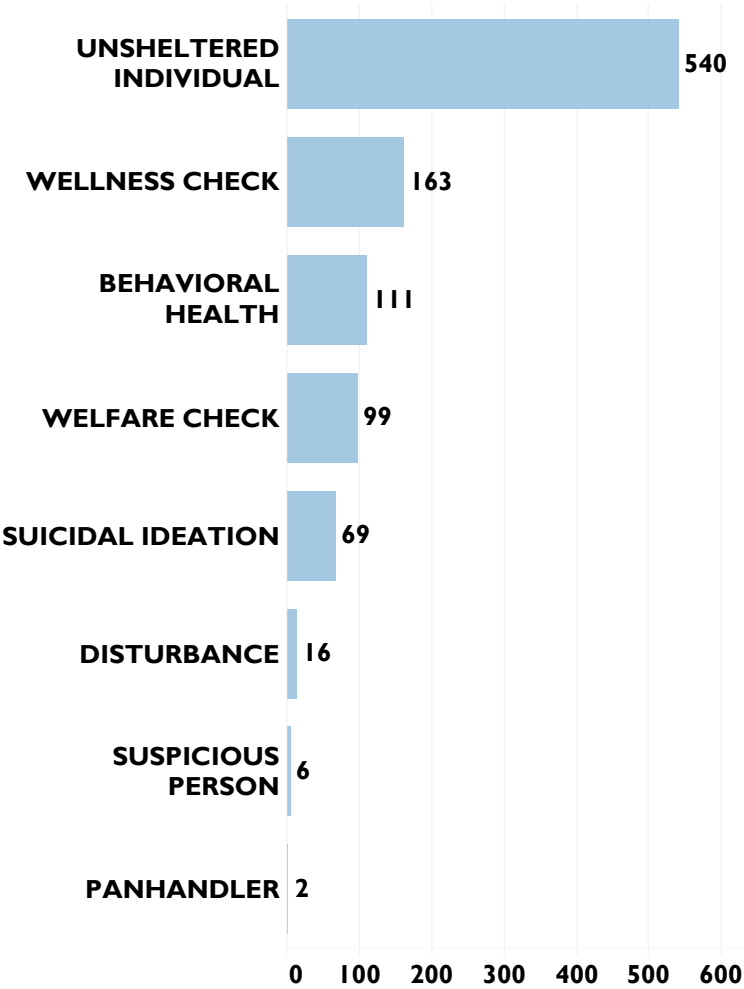 UNSHELTERED
INDIVIDUAL
540
WELLNESS CHECK
163
BEHAVIORAL
HEALTH
111
WELFARE CHECK
99
SUICIDAL IDEATION
69
DISTURBANCE
16
SUSPICIOUS
PERSON
6
PANHANDLER
2
0 100 200 300 400 500 600